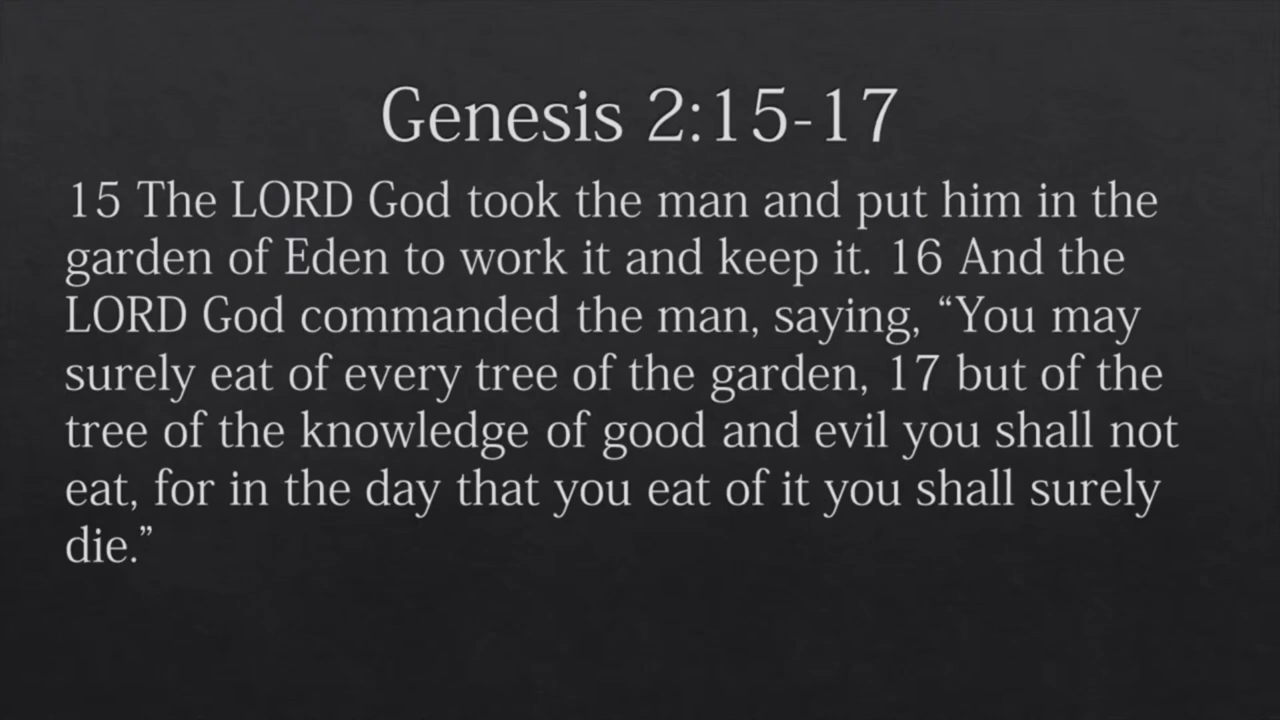 Genesis 2:15-17
15 The LORD God took the man and put him in the
garden of Eden to work it and keep it. 16 And the
LORD God commanded the man, saying, “You may
surely eat of every tree of the garden, 17 but of the
tree of the knowledge of good and evil you shall not
eat, for in the day that you eat of it you shall surely
die.”